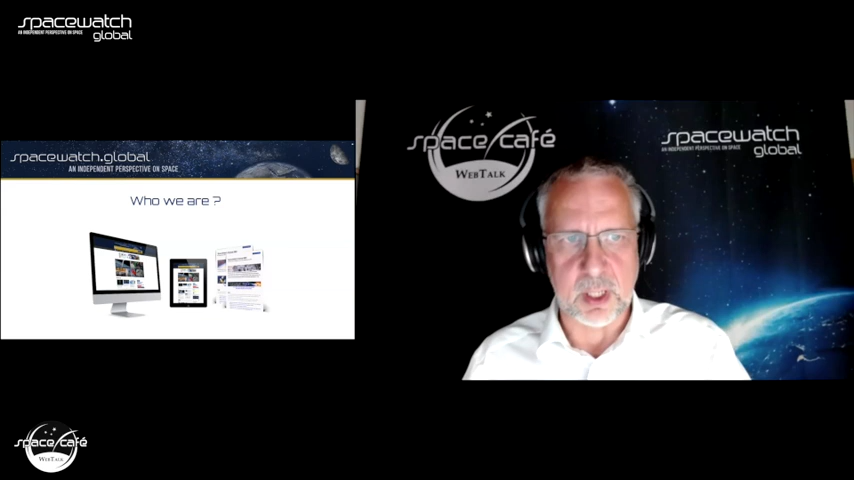 spacewatch
AN INDEPENDENT PERSPECTIVE ON SPACE
global
spacewatch.global
AN INDEPENDENT PERSPECTIVE ON SPACE
Who we are ?
space café
WEBTALK
spacewatch
AN INDEPENDENT PERSPECTIVE ON SPACE
global
space café
WEBTALK